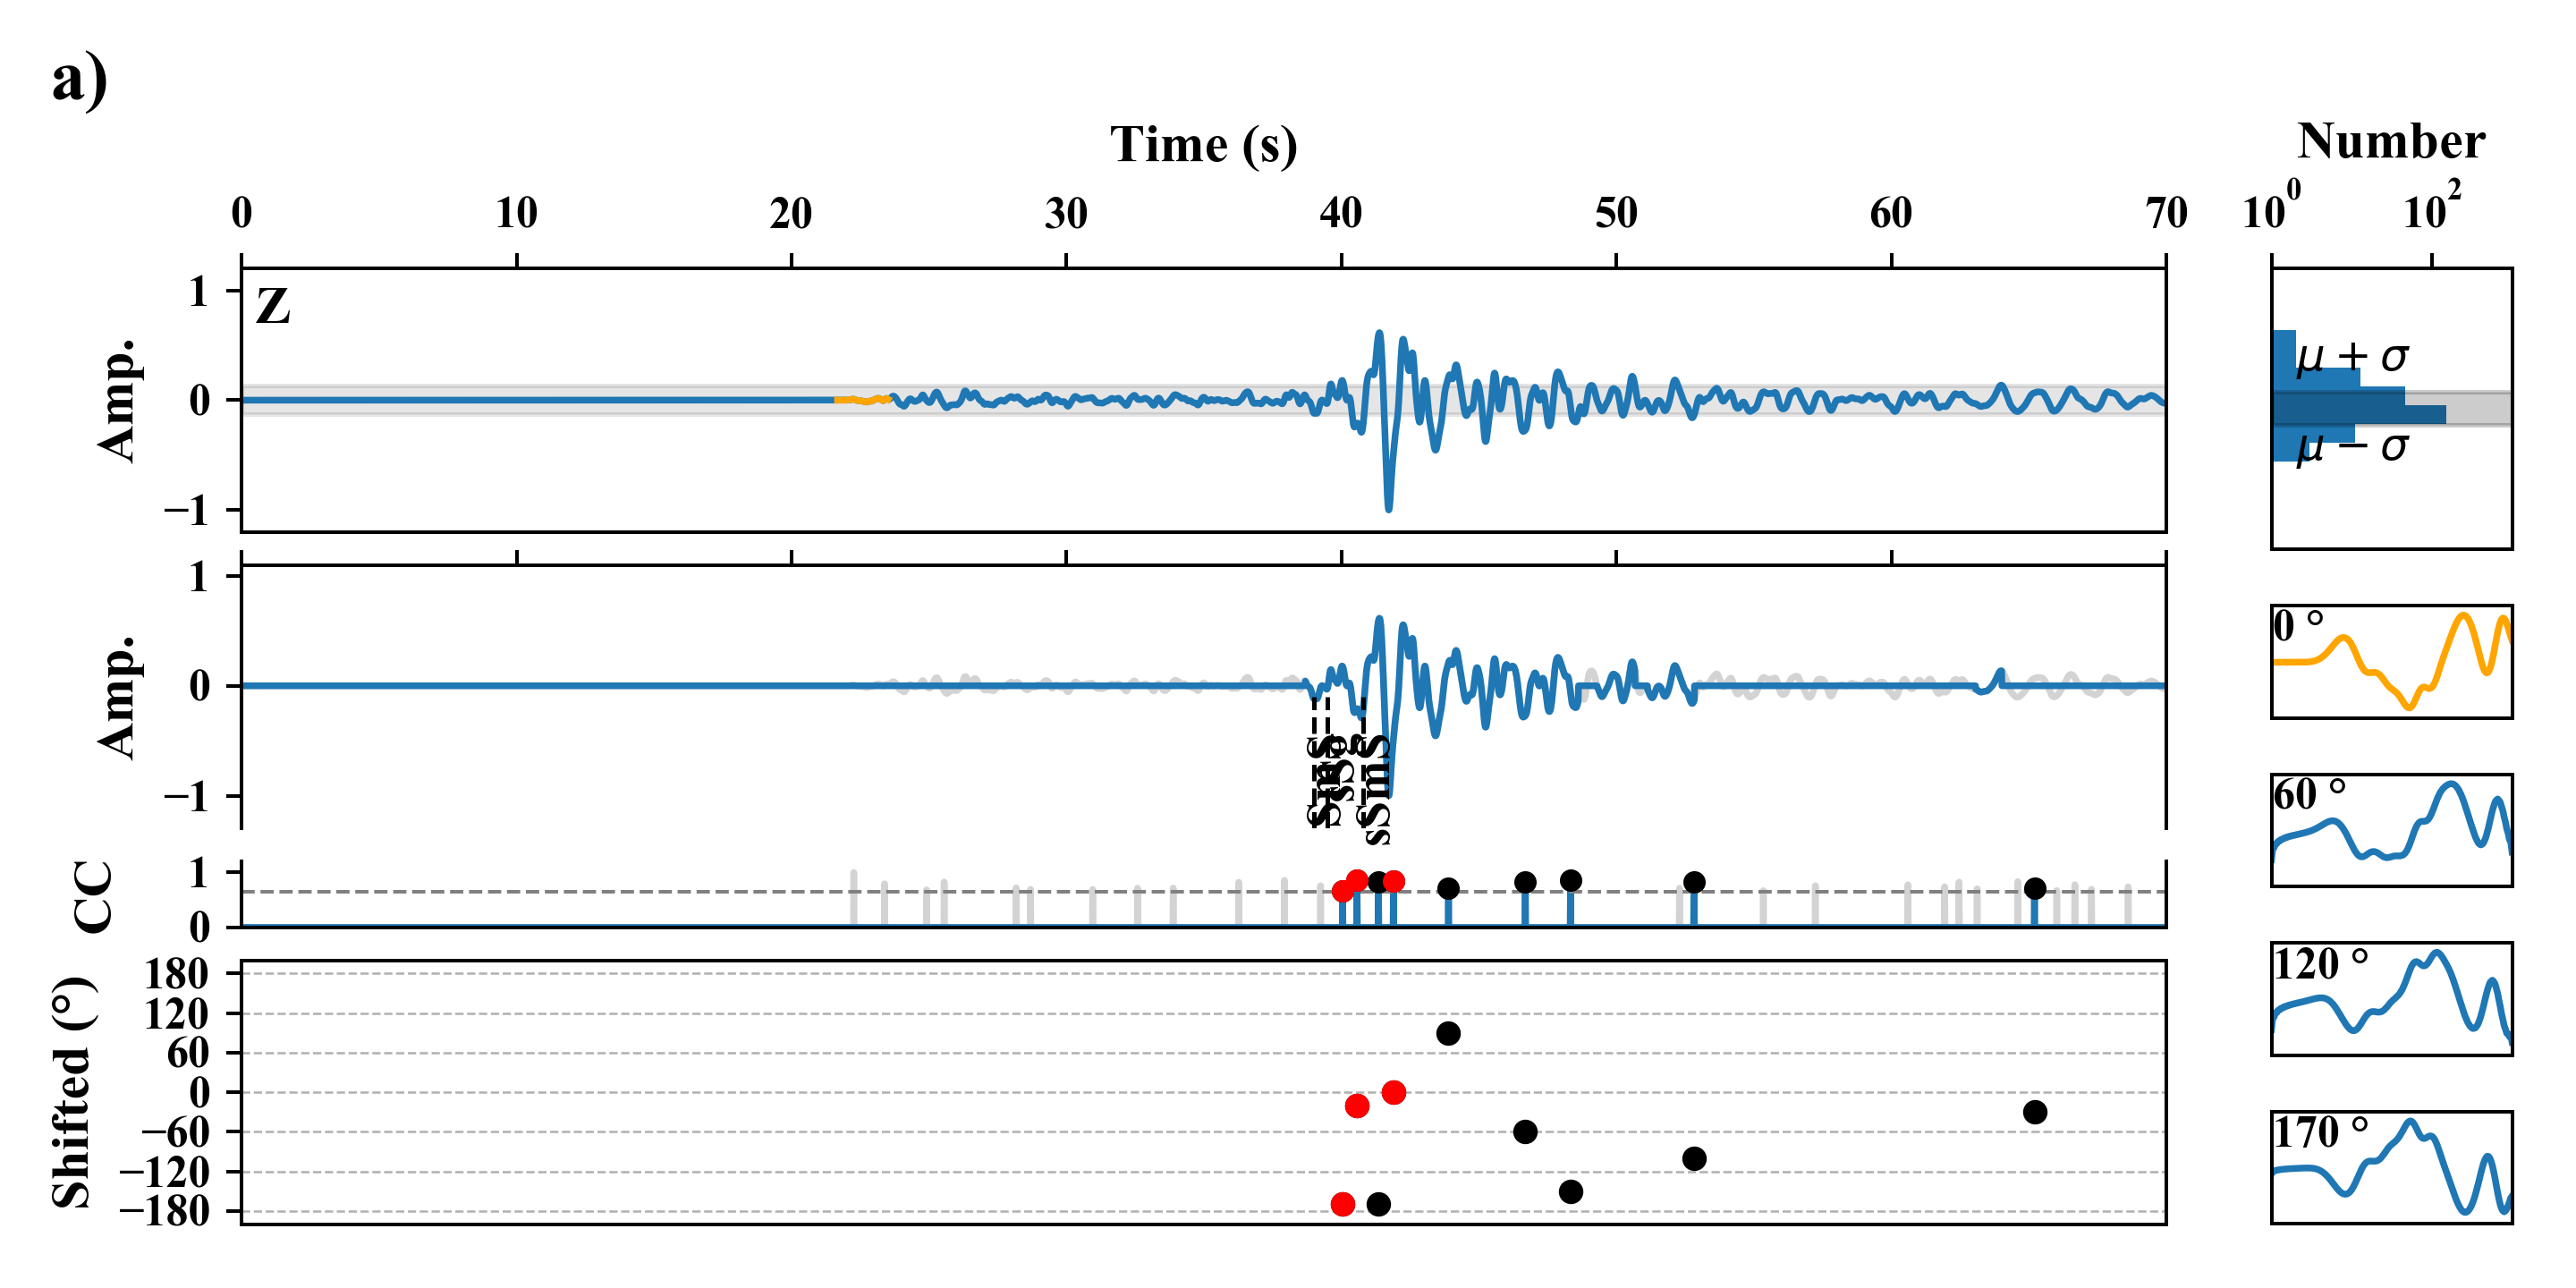 a)
Time (s)
Number
0 10 20 30 40 50 60 70
10^0 10^2
Z
Amp.
1
0
−1
μ + σ
μ − σ
Amp.
1
0
−1
sSmS
0 °
60 °
CC
1
0
120 °
Shifted (°)
180
120
60
0
−60
−120
−180
170 °